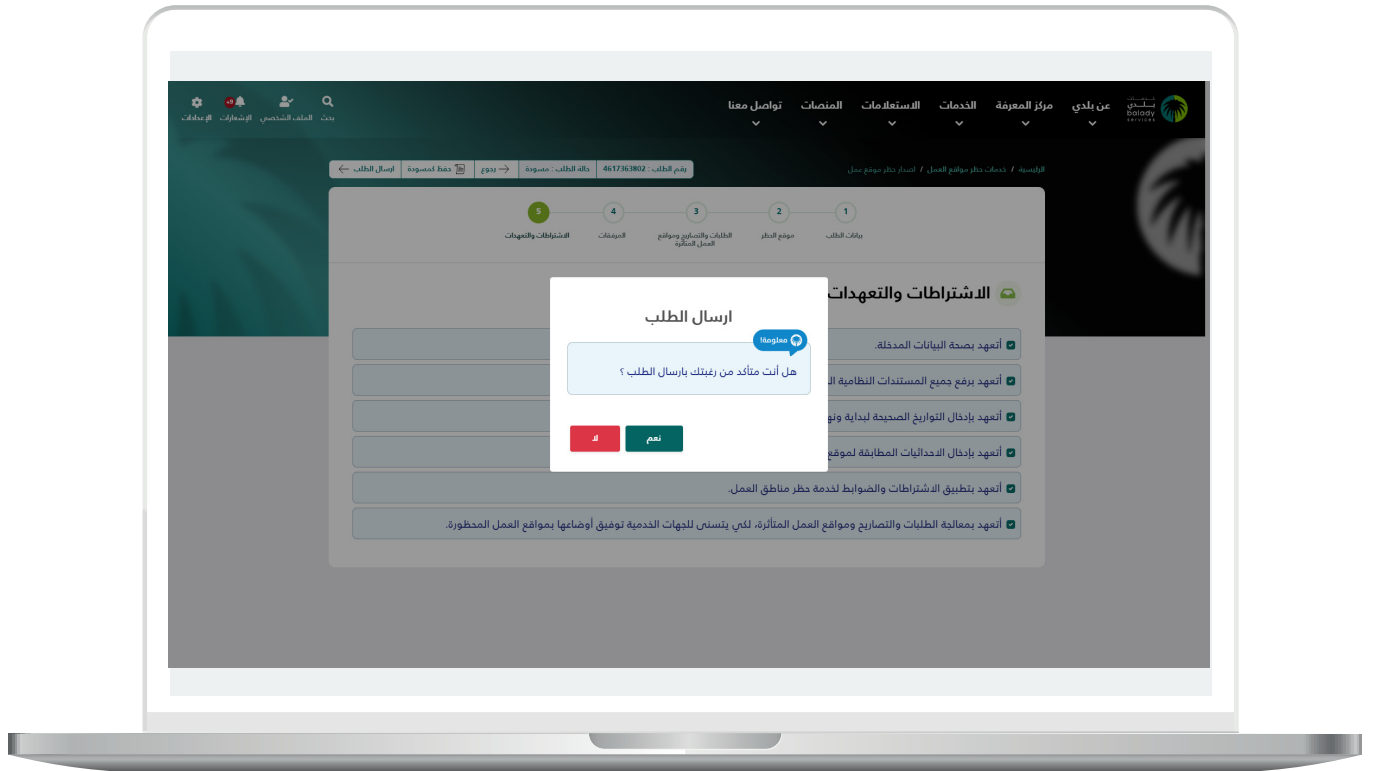 خدمات
بلدي
balady
services
عن بلدي
مركز المعرفة
الخدمات
الاستعلامات
المنصات
تواصل معنا
بحث
الملف الشخصي
الإشعارات
+9
الإعدادات
الرئيسية / خدمات حظر مواقع العمل / اصدار حظر موقع عمل
رقم الطلب : 4617363802
حالة الطلب : مسودة
رجوع
حفظ كمسودة
ارسال الطلب
1
بيانات الطلب
2
موقع الحظر
3
الطلبات والتصاريح ومواقع
العمل المتأثرة
4
المرفقات
5
الاشتراطات والتعهدات
الاشتراطات والتعهدات
أتعهد بصحة البيانات المدخلة.
أتعهد برفع جميع المستندات النظامية
أتعهد بإدخال التواريخ الصحيحة لبداية
أتعهد بإدخال الاحداثيات المطابقة لموقع
أتعهد بتطبيق الاشتراطات والضوابط لخدمة حظر مناطق العمل.
أتعهد بمعالجة الطلبات والتصاريح ومواقع العمل المتأثرة، لكي يتسنى للجهات الخدمية توفيق أوضاعها بمواقع العمل المحظورة.
ارسال الطلب
معلومة!
هل أنت متأكد من رغبتك بارسال الطلب ؟
نعم
لا